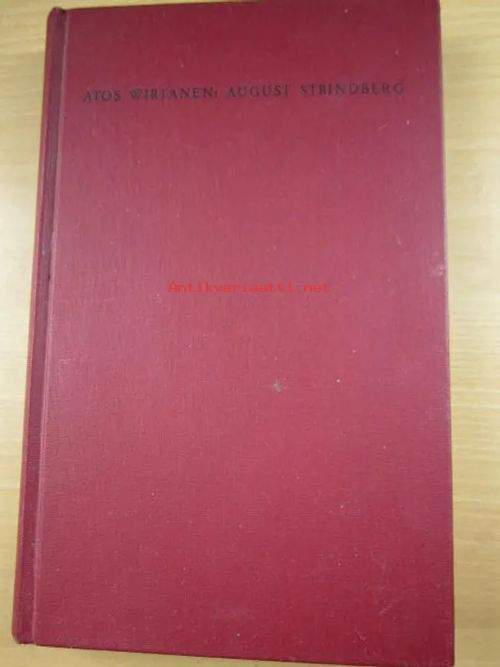 ATOS WIRTANEN: AUGUST STRINDBERG
Antikvariaatti.net